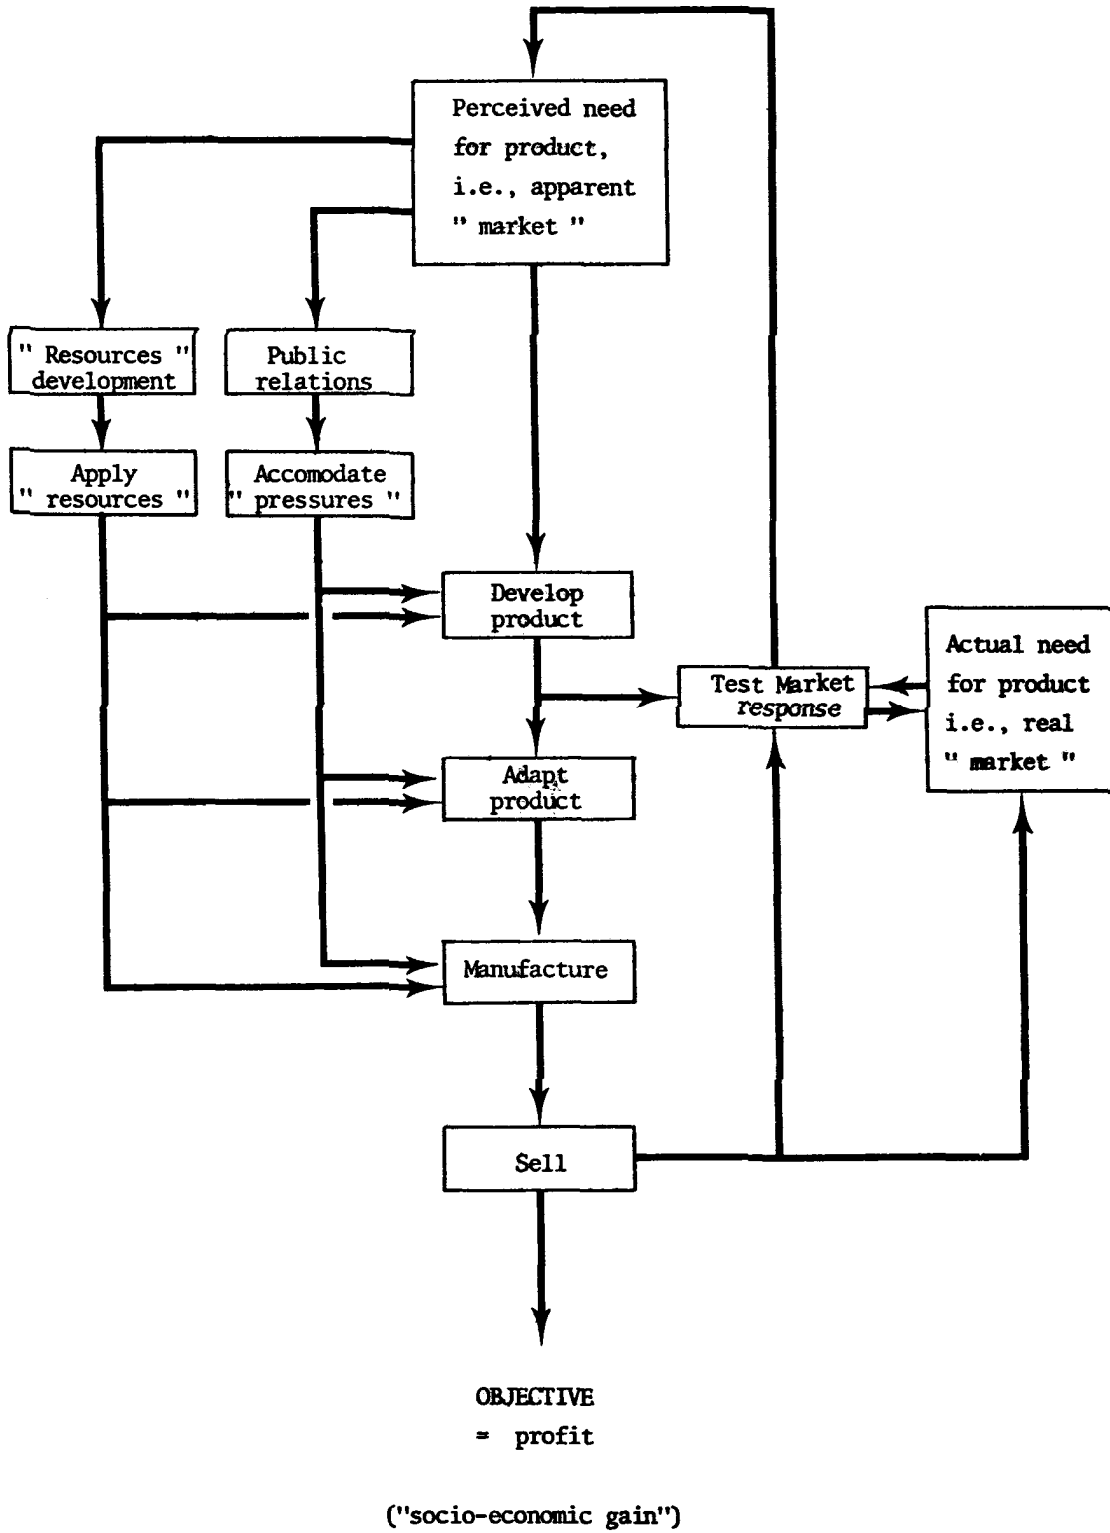 Perceived need
for product,
i.e., apparent
" market "
" Resources "
development
Public
relations
Apply
" resources "
Accomodate
" pressures "
Develop
product
Test Market
response
Actual need
for product
i.e., real
" market "
Adapt
product
Manufacture
Sell
OBJECTIVE
= profit
("socio-economic gain")